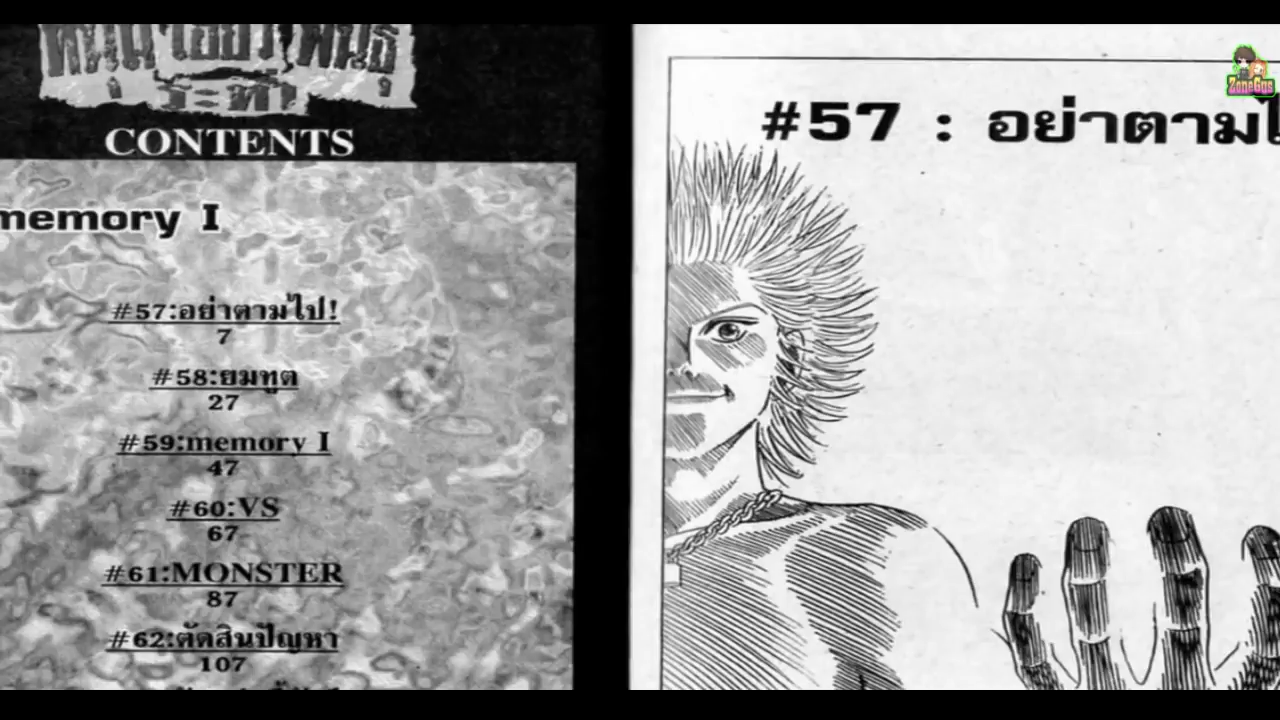 CONTENTS
memory I
#57:อย่าตามไป!
7
#58:ยมทูต
27
#59:memory I
47
#60:VS
67
#61:MONSTER
87
#62:ตัดสินปัญหา
107
#57 : อย่าตาม
ZoneGus